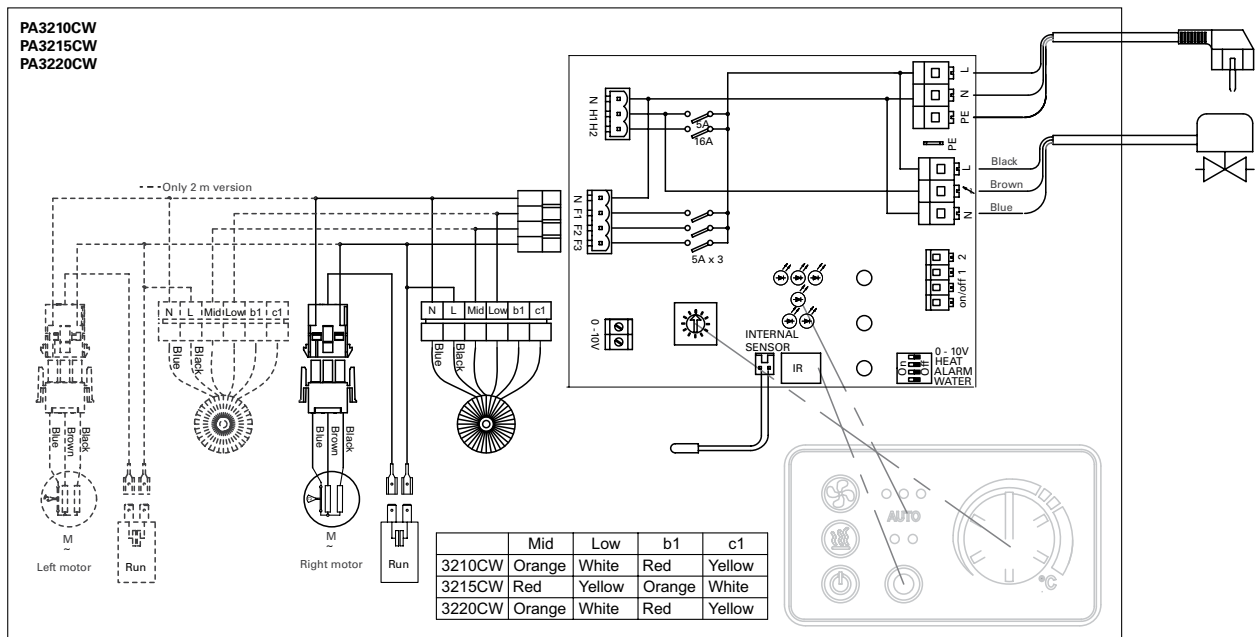 PA3210CW
PA3215CW
PA3220CW
L
N
PE
N H1 H2
5A
16A
PE
L
Black
Brown
N
Blue
Only 2 m version
N F1 F2 F3
5A x 3
on/off 1 2
N L Mid Low b1 c1
N L Mid Low b1 c1
Blue
Black
Blue
Black
0 - 10V
INTERNAL
SENSOR
IR
On
Off
0 - 10V
HEAT
ALARM
WATER
Blue
Brown
Black
Blue
Brown
Black
M
~
Left motor
Run
M
~
Right motor
Run
Mid Low b1 c1
3210CW Orange White Red Yellow
3215CW Red Yellow Orange White
3220CW Orange White Red Yellow
AUTO
°C